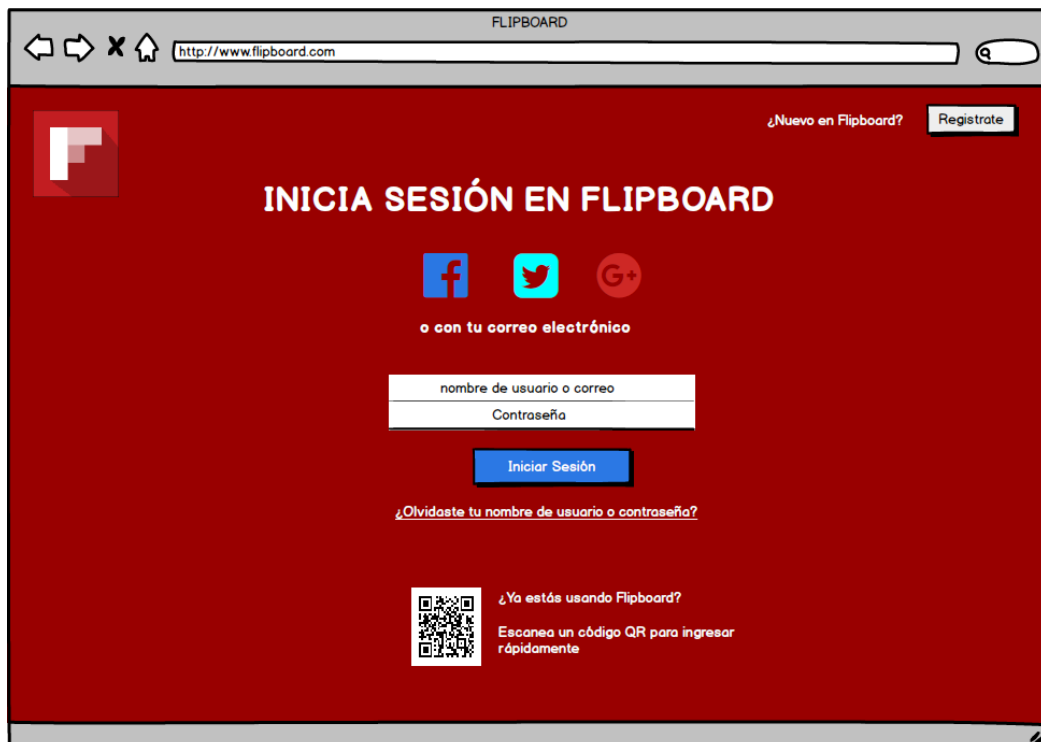 FLIPBOARD
http://www.flipboard.com
¿Nuevo en Flipboard?
Registrate
INICIA SESIÓN EN FLIPBOARD
o con tu correo electrónico
nombre de usuario o correo
Contraseña
Iniciar Sesión
¿Olvidaste tu nombre de usuario o contraseña?
¿Ya estás usando Flipboard?
Escanea un código QR para ingresar
rápidamente